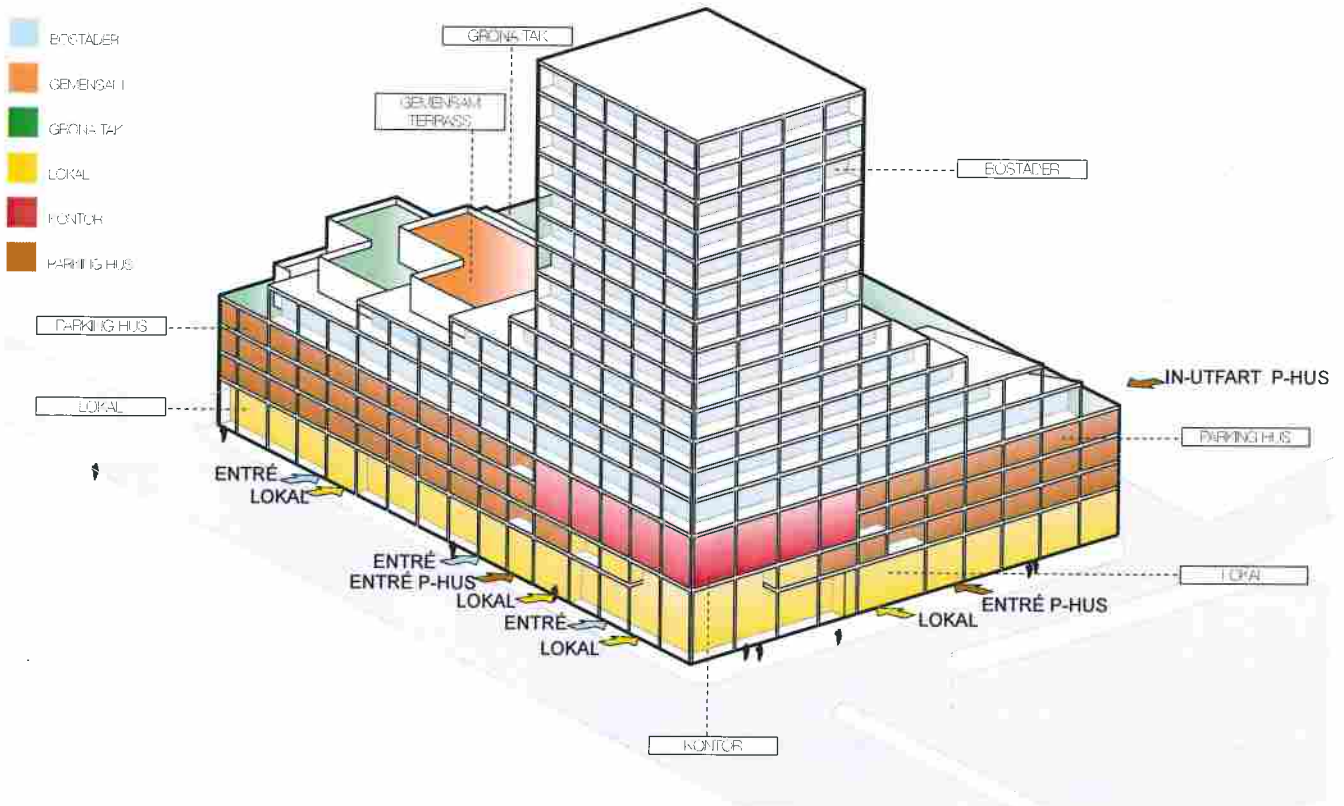 BOSTÄDER
GEMENSAMT
GRÖNA TAK
LOKAL
KONTOR
PARKING HUS
GRÖNA TAK
GEMENSAM
TERRASS
BOSTÄDER
PARKING HUS
LOKAL
IN-UTFART P-HUS
PARKING HUS
ENTRÉ
LOKAL
ENTRÉ
ENTRÉ P-HUS
LOKAL
ENTRÉ
LOKAL
LOKAL
ENTRÉ P-HUS
LOKAL
KONTOR